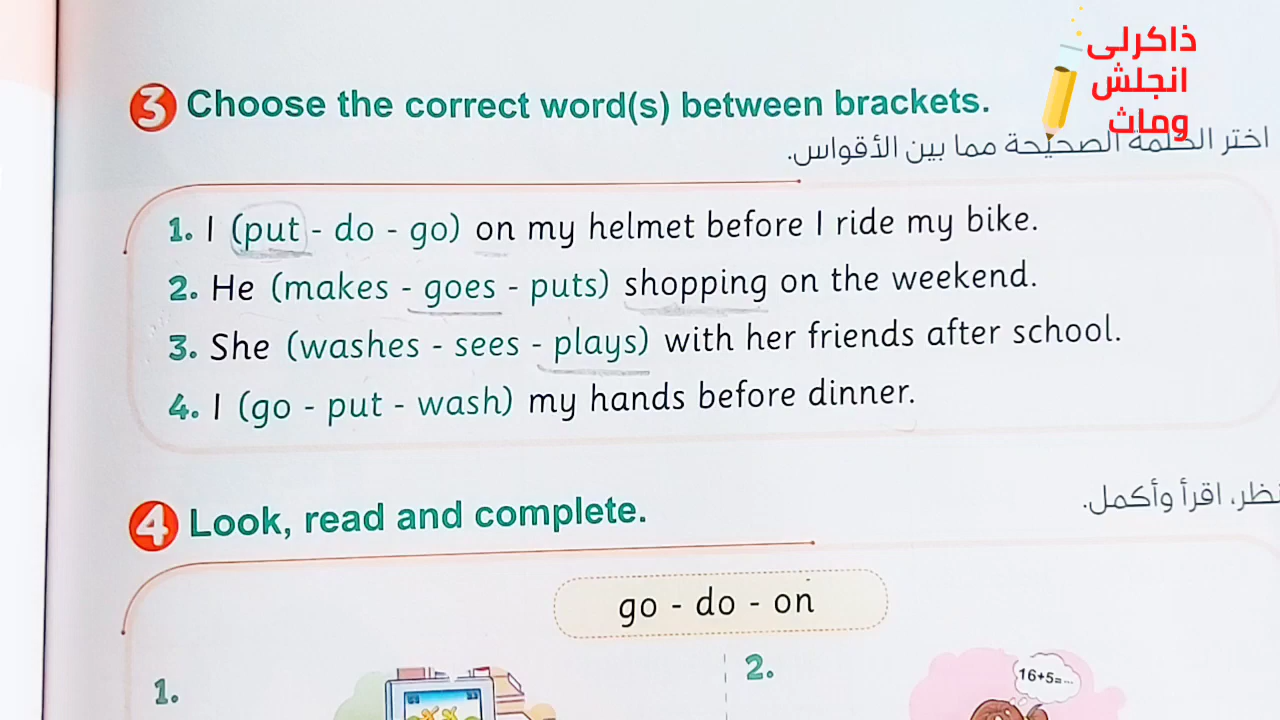 ذاكرلى
انجلش
وماث
3 Choose the correct word(s) between brackets.
اختر الكلمة الصحيحة مما بين الأقواس.
1. I (put - do - go) on my helmet before I ride my bike.
2. He (makes - goes - puts) shopping on the weekend.
3. She (washes - sees - plays) with her friends after school.
4. I (go - put - wash) my hands before dinner.
4 Look, read and complete.
نظر، اقرأ وأكمل.
go - do - on
1.
2.
16+5=...